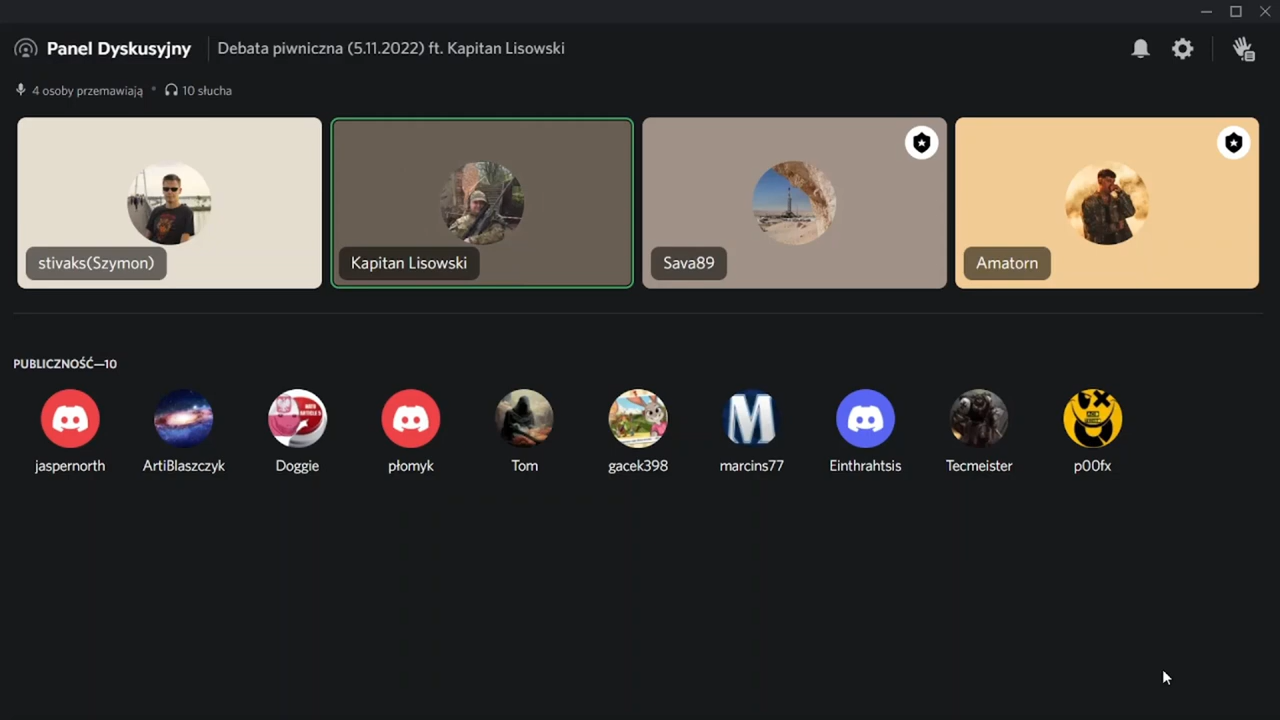 Panel Dyskusyjny
Debata piwniczna (5.11.2022) ft. Kapitan Lisowski
4 osoby przemawiają • 10 słucha
stivaks(Szymon)
Kapitan Lisowski
Sava89
Amatorn
PUBLICZNOŚĆ—10
jaspernorth
ArtiBlaszczyk
Doggie
płomyk
Tom
gacek398
marcins77
Einthrahtsis
Tecmeister
p00fx